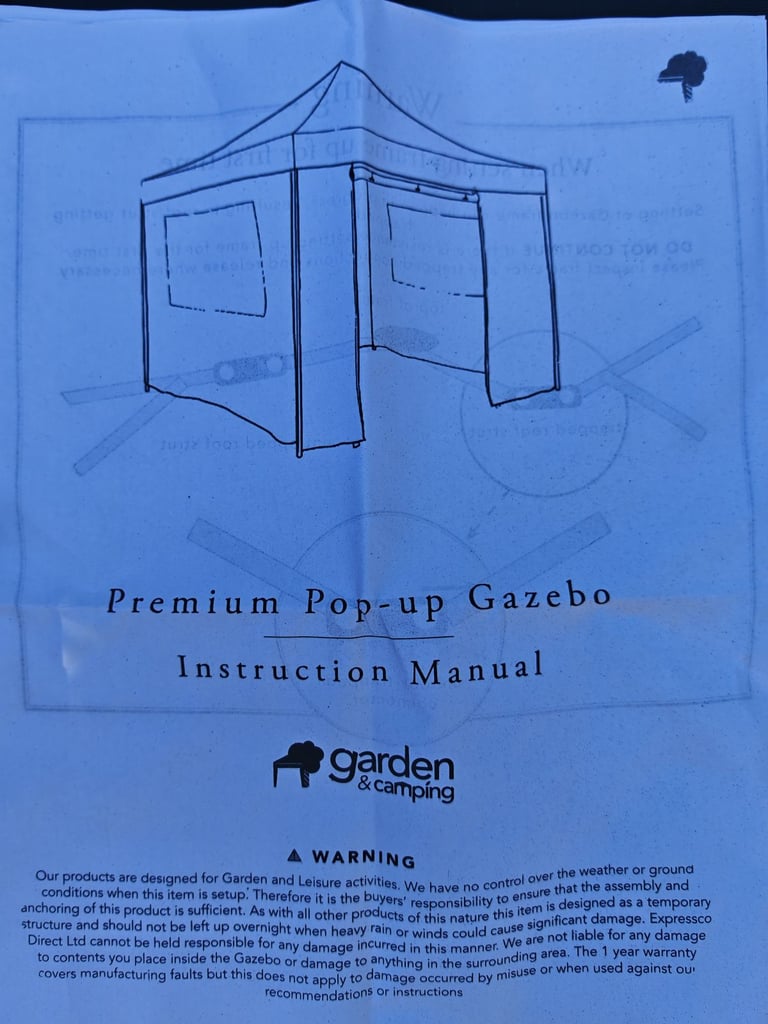 Premium Pop-up Gazebo
Instruction Manual
garden
& camping
WARNING
Our products are designed for Garden and Leisure activities. We have no control over the weather or ground
conditions when this item is setup. Therefore it is the buyers' responsibility to ensure that the assembly and
anchoring of this product is sufficient. As with all other products of this nature this item is designed as a temporary
structure and should not be left up overnight when heavy rain or winds could cause significant damage. Expressco
Direct Ltd cannot be held responsible for any damage incurred in this manner. We are not liable for any damage
to contents you place inside the Gazebo or damage to anything in the surrounding area. The 1 year warranty
covers manufacturing faults but this does not apply to damage occurred by misuse or when used against our
recommendations or instructions